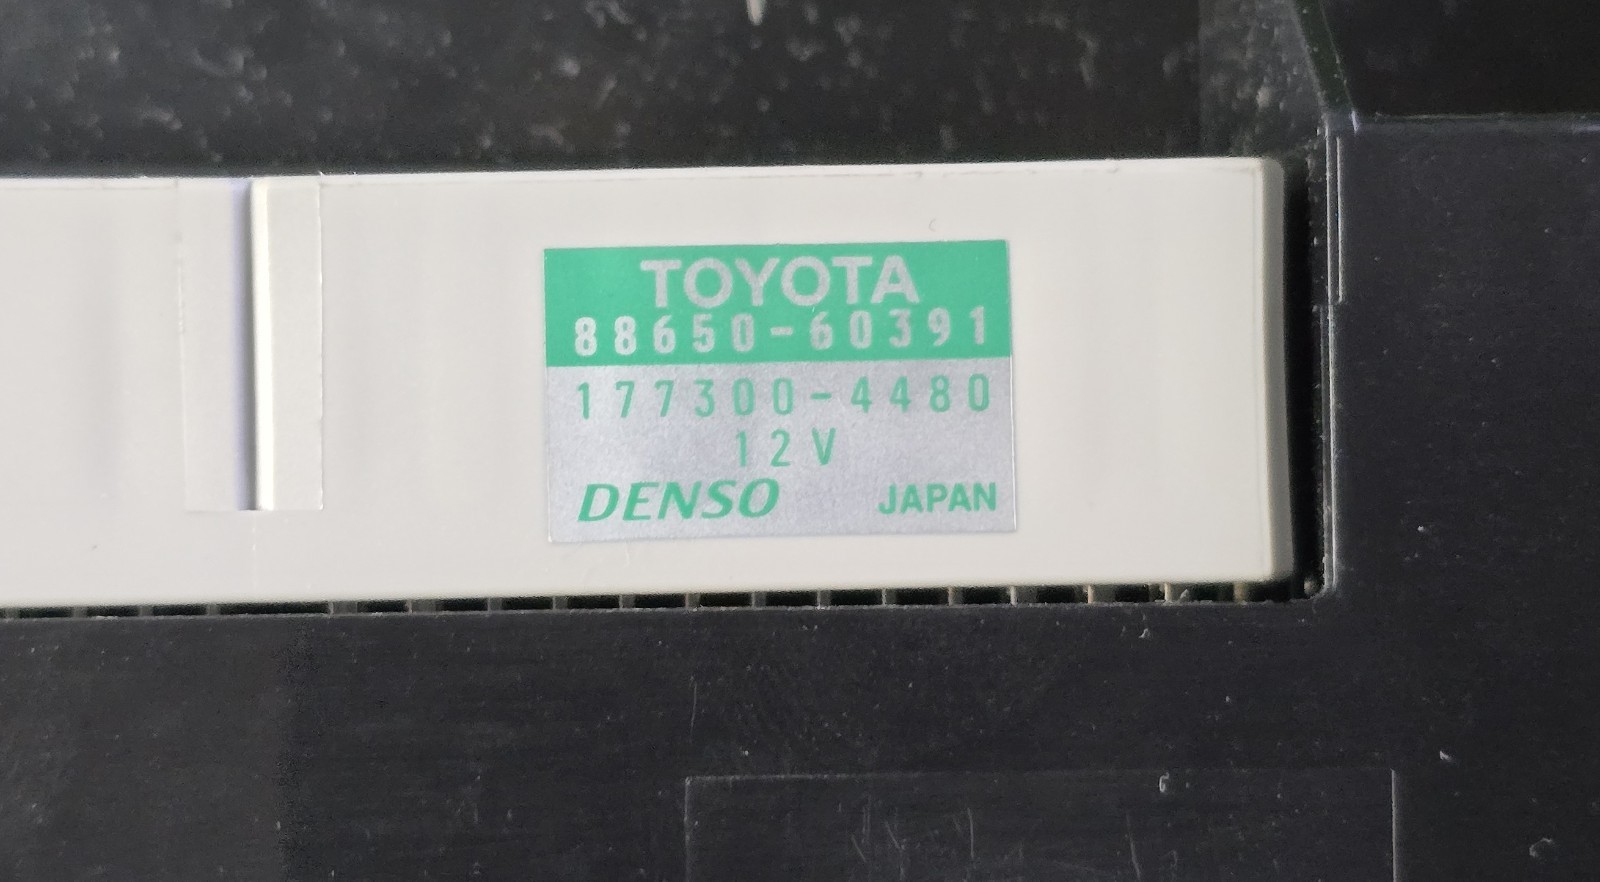 TOYOTA
88650-60391
177300-4480
12V
DENSO JAPAN